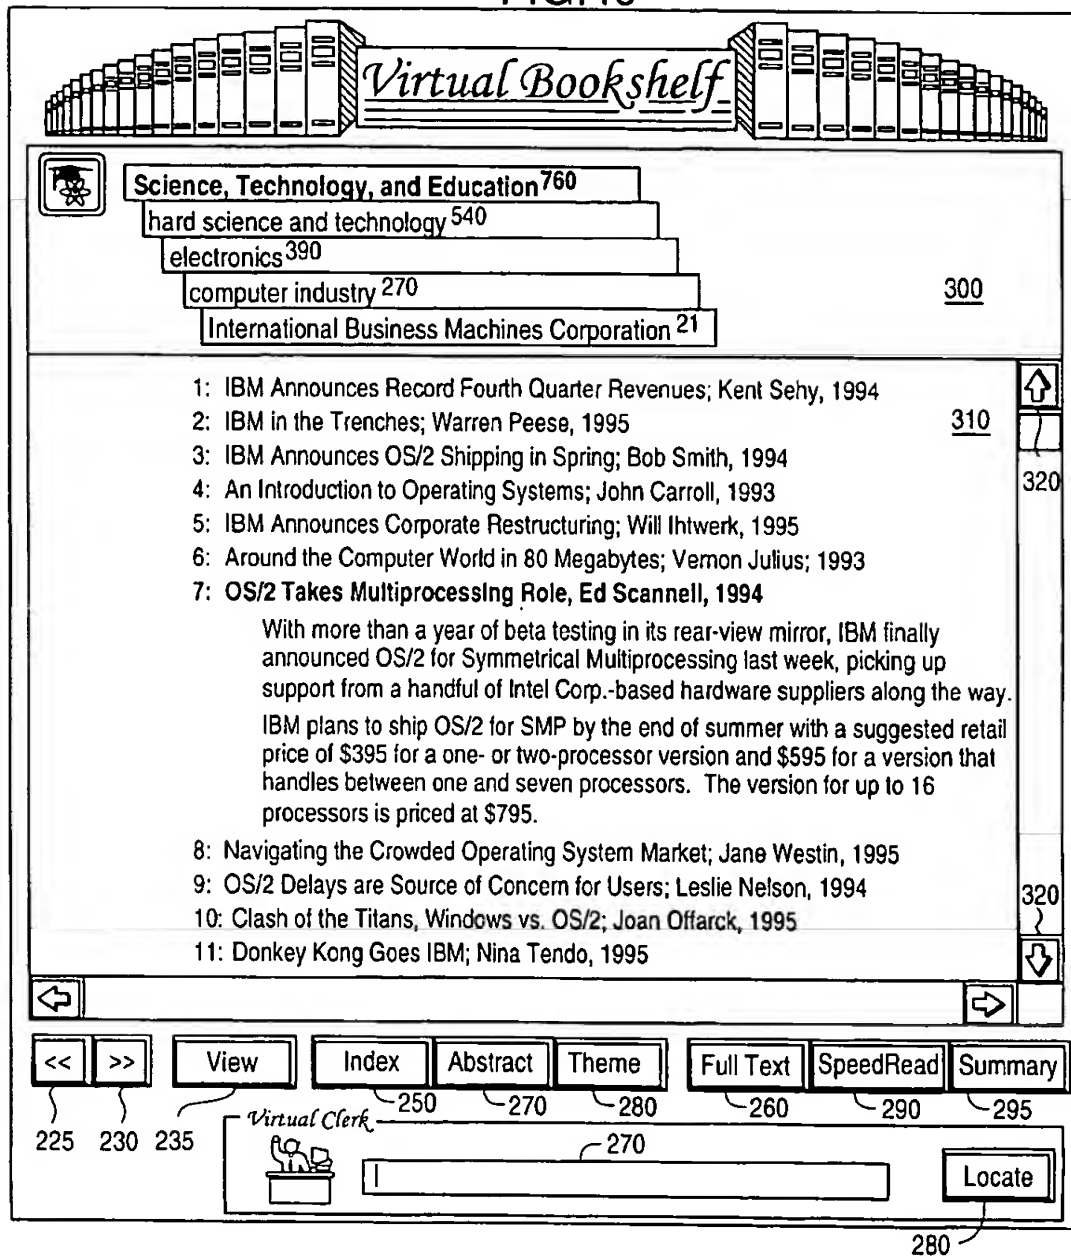 Virtual Bookshelf
Science, Technology, and Education 760
hard science and technology 540
electronics 390
computer industry 270
300
International Business Machines Corporation 21
1: IBM Announces Record Fourth Quarter Revenues; Kent Sehy, 1994
2: IBM in the Trenches; Warren Peese, 1995
310
3: IBM Announces OS/2 Shipping in Spring; Bob Smith, 1994
4: An Introduction to Operating Systems; John Carroll, 1993
320
5: IBM Announces Corporate Restructuring; Will Ihtwerk, 1995
6: Around the Computer World in 80 Megabytes; Vernon Julius; 1993
7: OS/2 Takes Multiprocessing Role, Ed Scannell, 1994
With more than a year of beta testing in its rear-view mirror, IBM finally
announced OS/2 for Symmetrical Multiprocessing last week, picking up
support from a handful of Intel Corp.-based hardware suppliers along the way.
IBM plans to ship OS/2 for SMP by the end of summer with a suggested retail
price of $395 for a one- or two-processor version and $595 for a version that
handles between one and seven processors. The version for up to 16
processors is priced at $795.
8: Navigating the Crowded Operating System Market; Jane Westin, 1995
9: OS/2 Delays are Source of Concern for Users; Leslie Nelson, 1994
320
10: Clash of the Titans, Windows vs. OS/2; Joan Offarck, 1995
11: Donkey Kong Goes IBM; Nina Tendo, 1995
<< >> View Index Abstract Theme Full Text SpeedRead Summary
250 270 280 260 290 295
225 230 235 Virtual Clerk
270
Locate
280